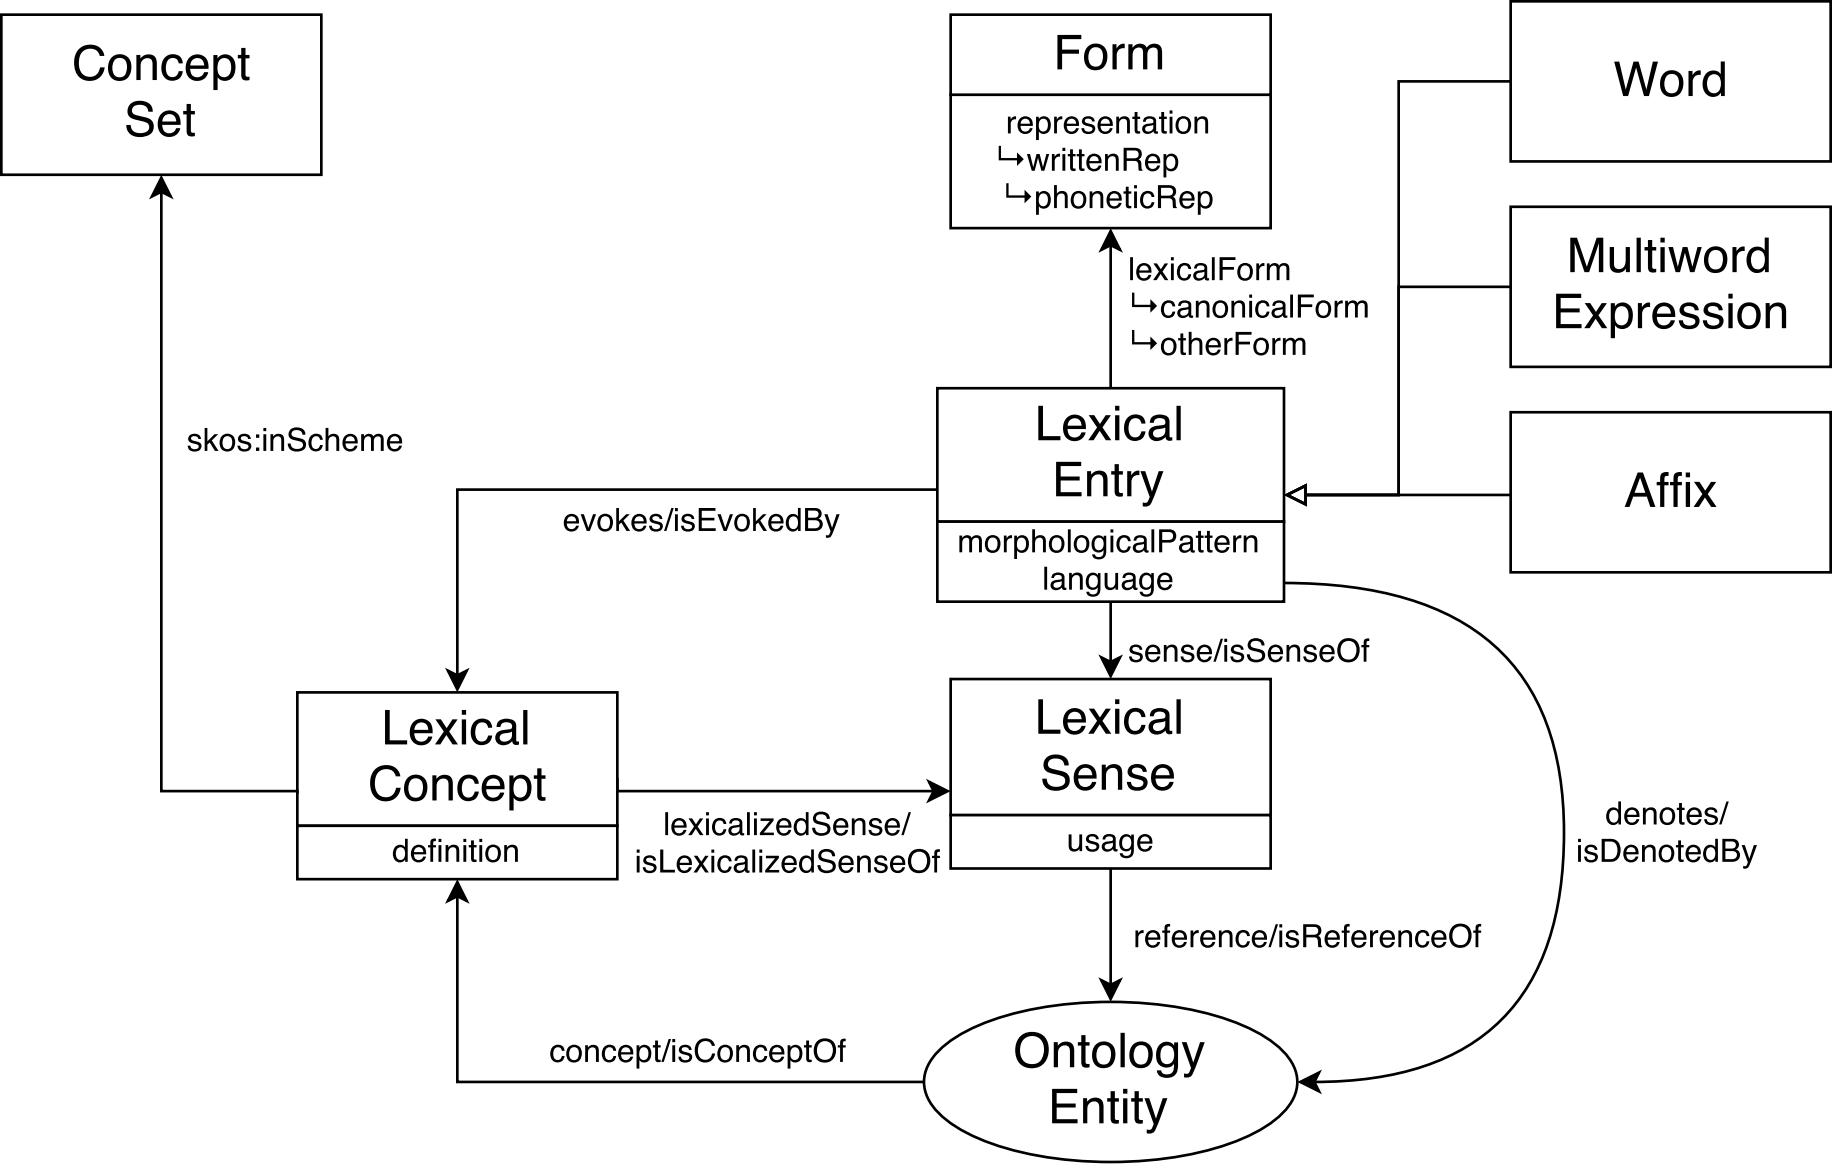 Concept
Set
Form
representation
↳writtenRep
↳phoneticRep
Word
Multiword
Expression
lexicalForm
↳canonicalForm
↳otherForm
skos:inScheme
Lexical
Entry
morphologicalPattern
language
Affix
evokes/isEvokedBy
sense/isSenseOf
Lexical
Concept
definition
lexicalizedSense/
isLexicalizedSenseOf
Lexical
Sense
usage
denotes/
isDenotedBy
reference/isReferenceOf
concept/isConceptOf
Ontology
Entity